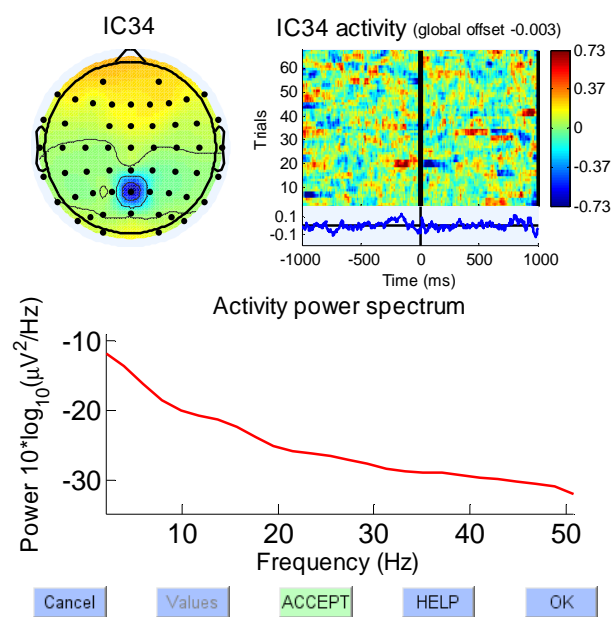 IC34
IC34 activity (global offset -0.003)
Trials
60
50
40
30
20
10
0.1
-0.1
-1000 -500 0 500 1000
Time (ms)
0.73
0.37
0
-0.37
-0.73
Activity power spectrum
Power 10*log₁₀(μV²/Hz)
-10
-20
-30
10 20 30 40 50
Frequency (Hz)
Cancel Values ACCEPT HELP OK